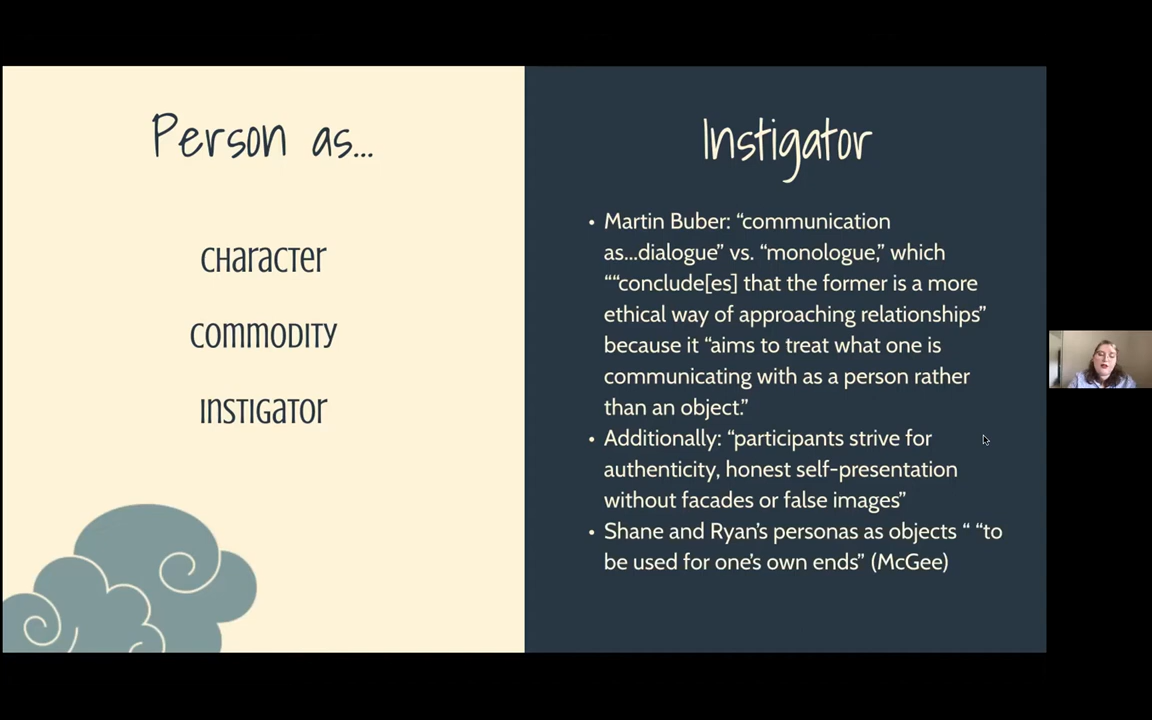 Person as...
character
commodity
instigator
Instigator
• Martin Buber: “communication
as...dialogue” vs. “monologue,” which
““conclude[es] that the former is a more
ethical way of approaching relationships”
because it “aims to treat what one is
communicating with as a person rather
than an object.”
• Additionally: “participants strive for
authenticity, honest self-presentation
without facades or false images”
• Shane and Ryan’s personas as objects “ “to
be used for one’s own ends” (McGee)